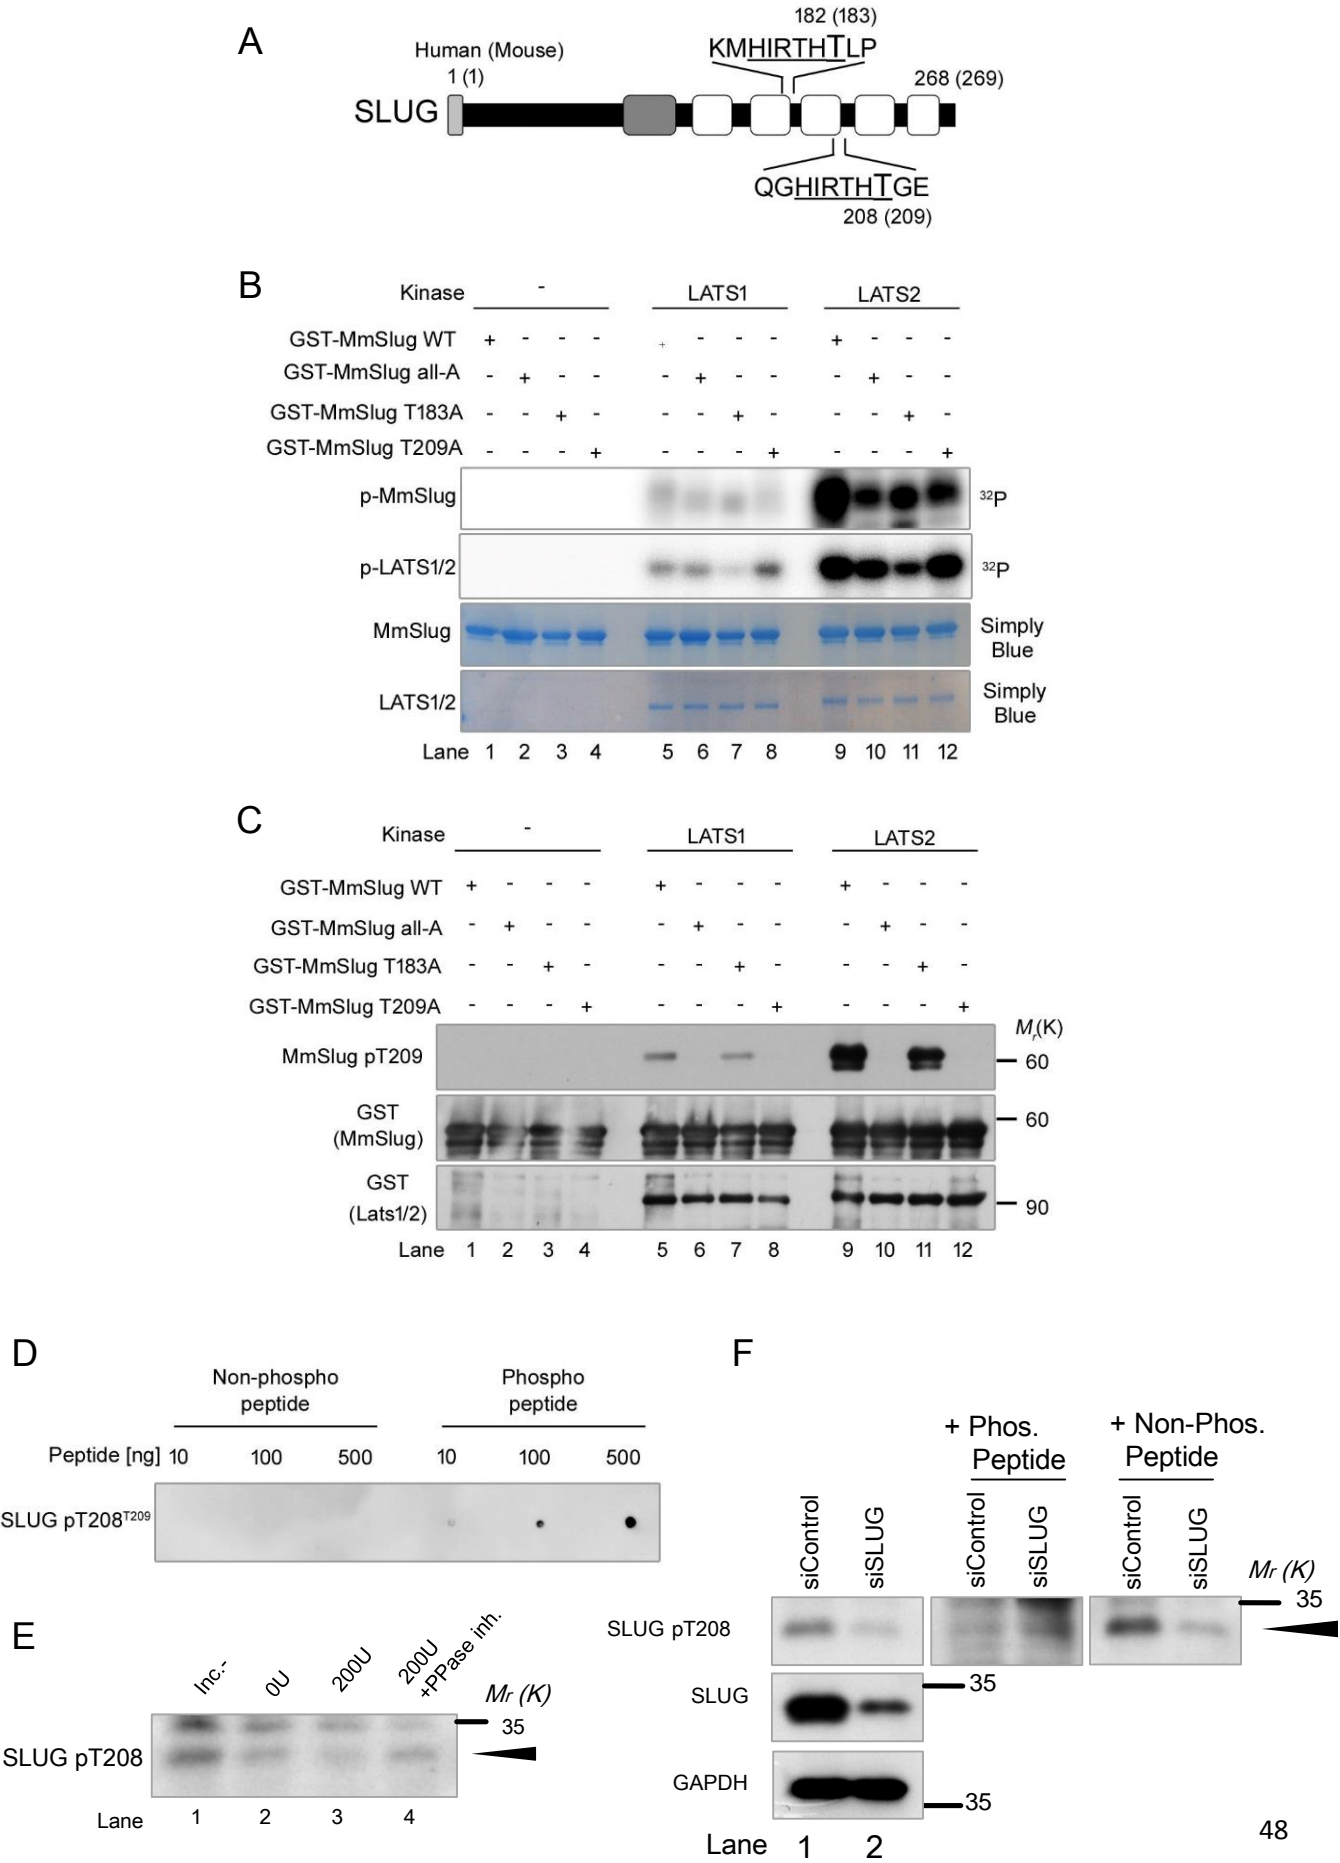 A
182 (183)
KMHIRTHTLP
Human (Mouse)
1 (1)
268 (269)
SLUG
QGHIRTHTGE
208 (209)
B
Kinase - LATS1 LATS2
GST-MmSlug WT + - - - + - - - + - - -
GST-MmSlug all-A - + - - - + - - - + - -
GST-MmSlug T183A - - + - - - + - - - + -
GST-MmSlug T209A - - - + - - - + - - - +
p-MmSlug 32P
p-LATS1/2 32P
MmSlug Simply
Blue
LATS1/2 Simply
Blue
Lane 1 2 3 4 5 6 7 8 9 10 11 12
C
Kinase - LATS1 LATS2
GST-MmSlug WT + - - - + - - - + - - -
GST-MmSlug all-A - + - - - + - - - + - -
GST-MmSlug T183A - - + - - - + - - - + -
GST-MmSlug T209A - - - + - - - + - - - +
Mr(K)
MmSlug pT209 60
GST
(MmSlug)
60
GST
(Lats1/2)
90
Lane 1 2 3 4 5 6 7 8 9 10 11 12
D
Non-phospho
peptide
Phospho
peptide
Peptide [ng] 10 100 500 10 100 500
SLUG pT208T209
E
Inc.- 0U 200U 200U
+PPase inh.
Mr (K)
35
SLUG pT208
Lane 1 2 3 4
F
+ Phos.
Peptide
+ Non-Phos.
Peptide
siControl siSLUG siControl siSLUG siControl siSLUG
Mr (K)
35
SLUG pT208
SLUG 35
GAPDH
35
Lane 1 2
48